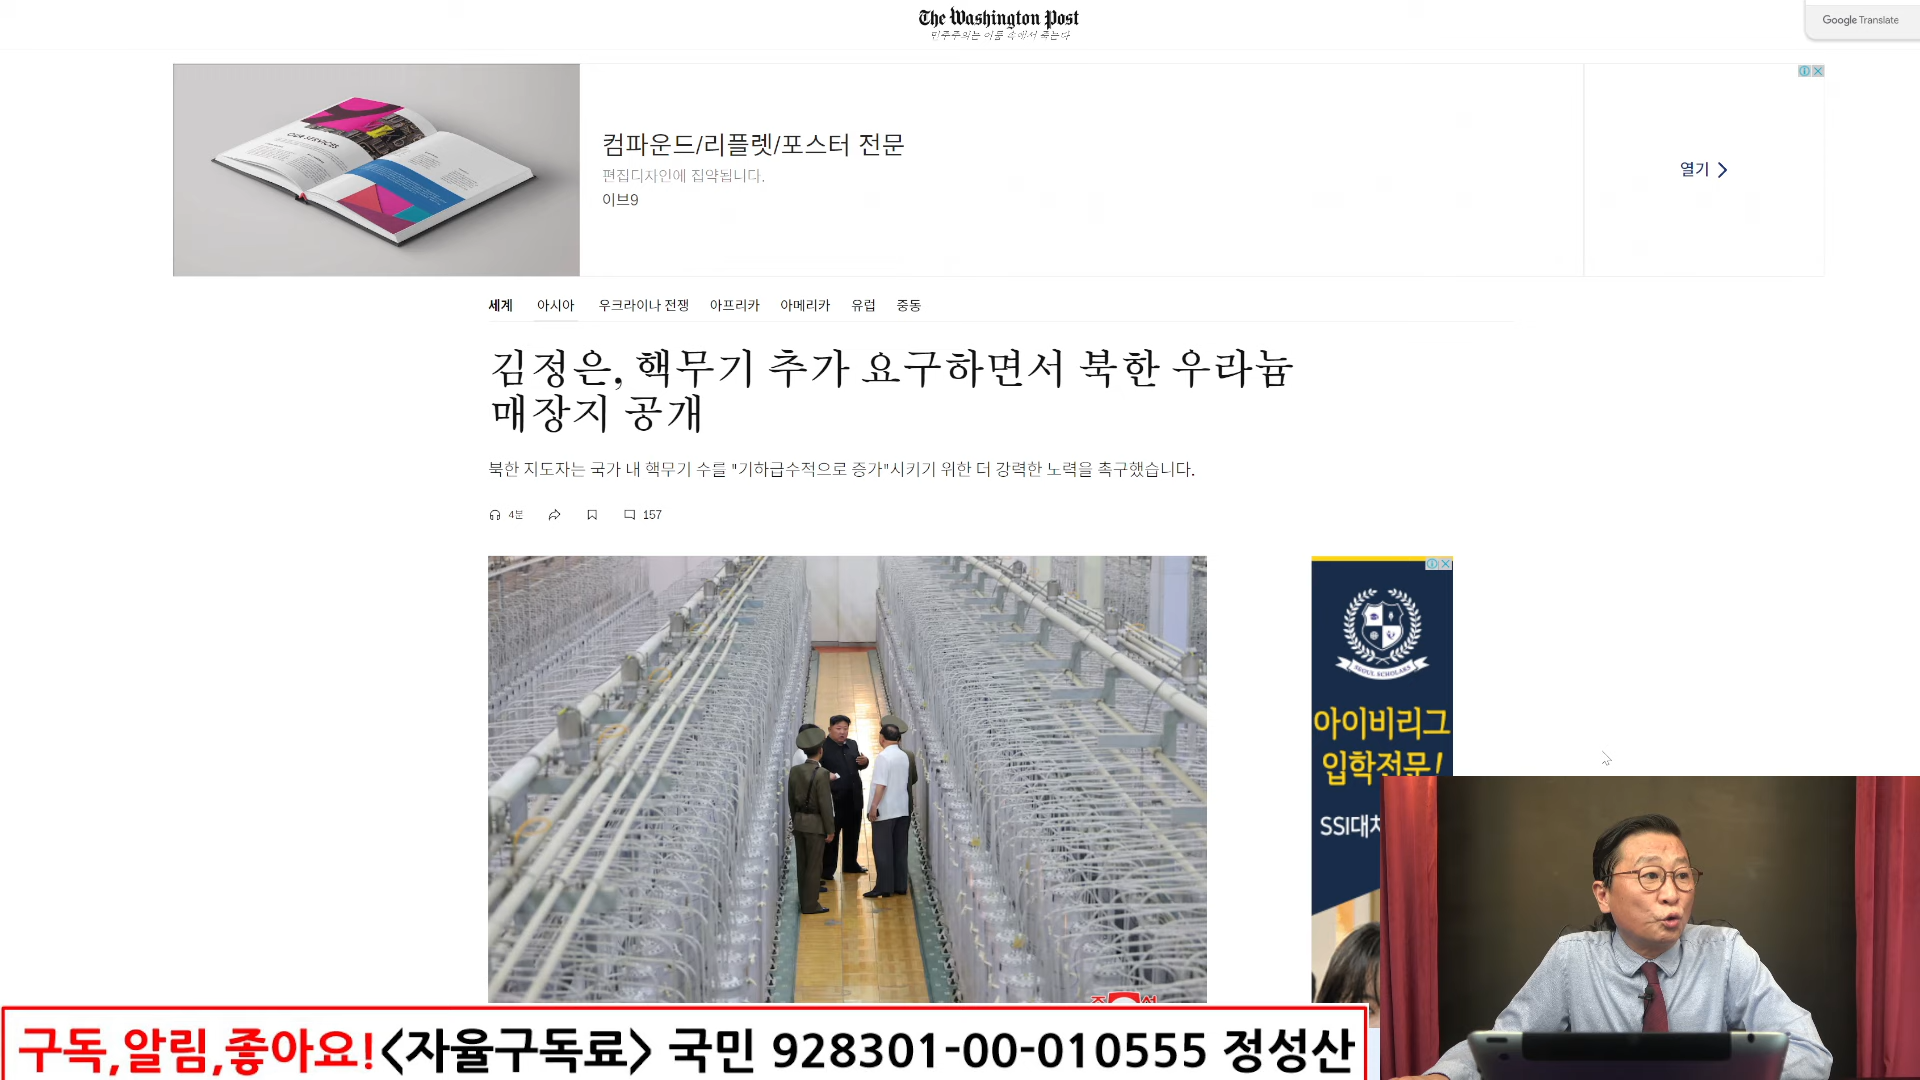 The Washington Post
민주주의는 어둠 속에서 죽는다
Google Translate
OUR SERVICES
컴파운드/리플렛/포스터 전문
편집디자인에 집약됩니다.
이브9
열기
세계 아시아 우크라이나 전쟁 아프리카 아메리카 유럽 중동
김정은, 핵무기 추가 요구하면서 북한 우라늄
매장지 공개
북한 지도자는 국가 내 핵무기 수를 "기하급수적으로 증가"시키기 위한 더 강력한 노력을 촉구했습니다.
4분 157
SEOUL SCHOLARS
아이비리그
입학전문!
SSI대치
구독,알림,좋아요!<자율구독료> 국민 928301-00-010555 정성산